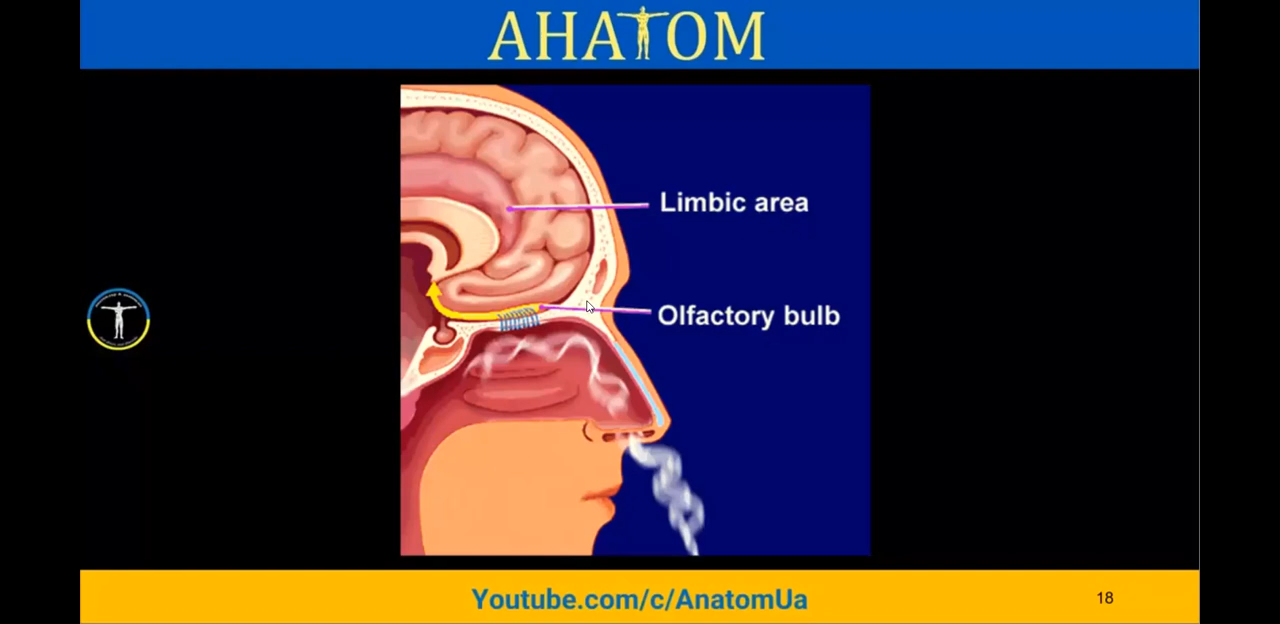 АНАТОМ
Limbic area
Olfactory bulb
Youtube.com/c/AnatomUa
18